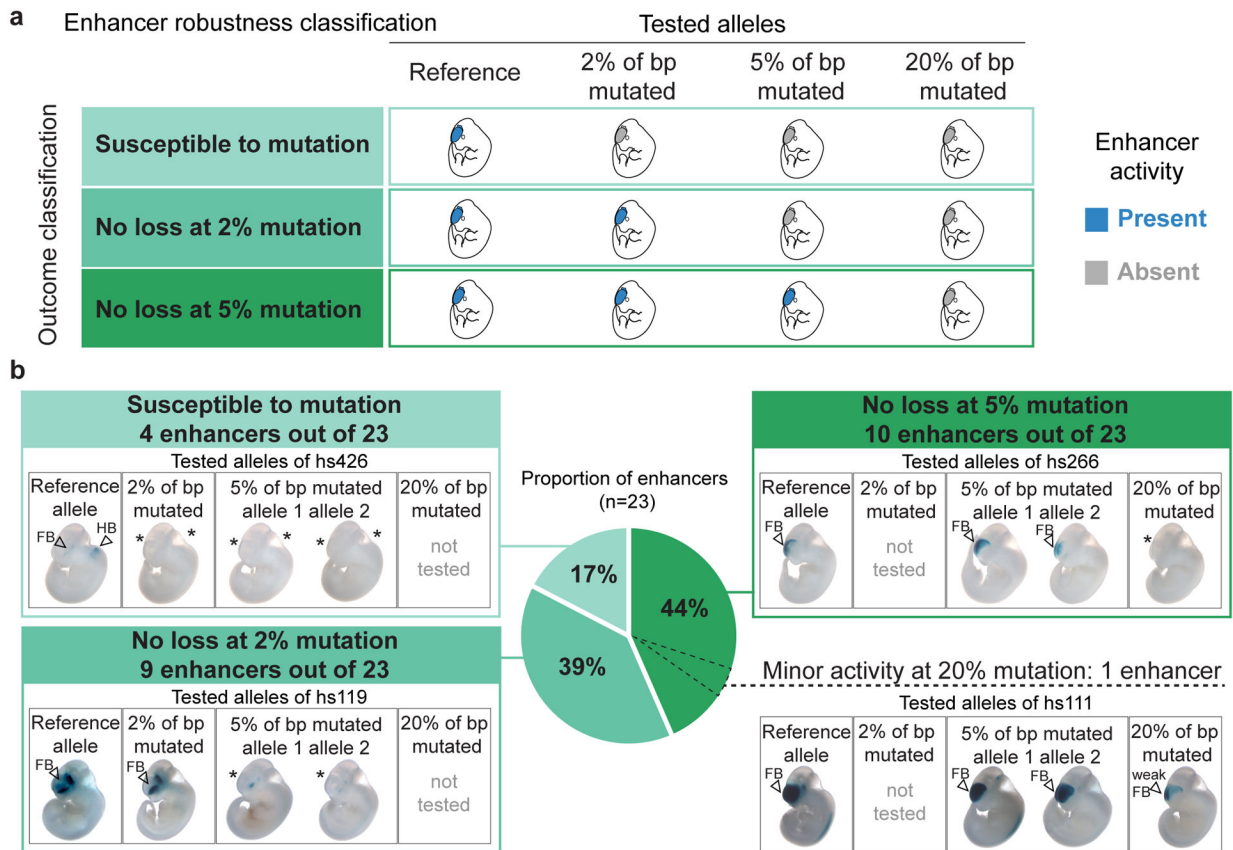 a
Enhancer robustness classification
Tested alleles
Reference
2% of bp
mutated
5% of bp
mutated
20% of bp
mutated
Outcome classification
Susceptible to mutation
No loss at 2% mutation
No loss at 5% mutation
Enhancer
activity
Present
Absent
b
Susceptible to mutation
4 enhancers out of 23
Tested alleles of hs426
Reference
allele
2% of bp
mutated
5% of bp mutated
allele 1 allele 2
20% of bp
mutated
FB
HB
*
*
*
*
*
*
not
tested
No loss at 2% mutation
9 enhancers out of 23
Tested alleles of hs119
Reference
allele
2% of bp
mutated
5% of bp mutated
allele 1 allele 2
20% of bp
mutated
FB
FB
*
*
not
tested
Proportion of enhancers
(n=23)
17%
44%
39%
No loss at 5% mutation
10 enhancers out of 23
Tested alleles of hs266
Reference
allele
2% of bp
mutated
5% of bp mutated
allele 1 allele 2
20% of bp
mutated
FB
not
tested
FB
FB
*
Minor activity at 20% mutation: 1 enhancer
Tested alleles of hs111
Reference
allele
2% of bp
mutated
5% of bp mutated
allele 1 allele 2
20% of bp
mutated
FB
not
tested
FB
FB
weak
FB